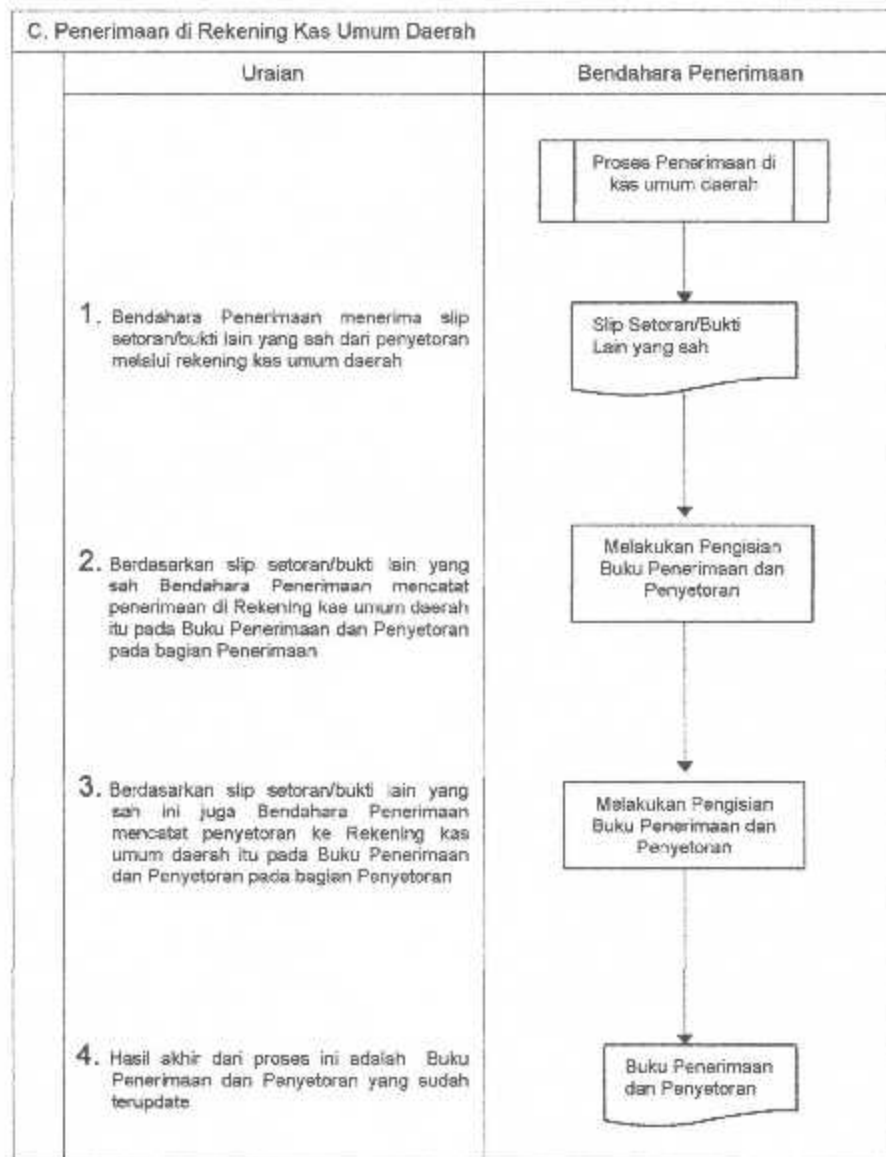 C. Penerimaan di Rekening Kas Umum Daerah
Uraian
Bendahara Penerimaan
Proses Penerimaan di
kas umum daerah
1. Bendahara Penerimaan menerima slip
setoran/bukti lain yang sah dari penyetoran
melalui rekening kas umum daerah
Slip Setoran/Bukti
Lain yang sah
2. Berdasarkan slip setoran/bukti lain yang
sah Bendahara Penerimaan mencatat
penerimaan di Rekening kas umum daerah
itu pada Buku Penerimaan dan Penyetoran
pada bagian Penerimaan
Melakukan Pengisian
Buku Penerimaan dan
Penyetoran
3. Berdasarkan slip setoran/bukti lain yang
sah ini juga Bendahara Penerimaan
mencatat penyetoran ke Rekening kas
umum daerah itu pada Buku Penerimaan
dan Penyetoran pada bagian Penyetoran
Melakukan Pengisian
Buku Penerimaan dan
Penyetoran
4. Hasil akhir dari proses ini adalah Buku
Penerimaan dan Penyetoran yang sudah
terupdate
Buku Penerimaan
dan Penyetoran